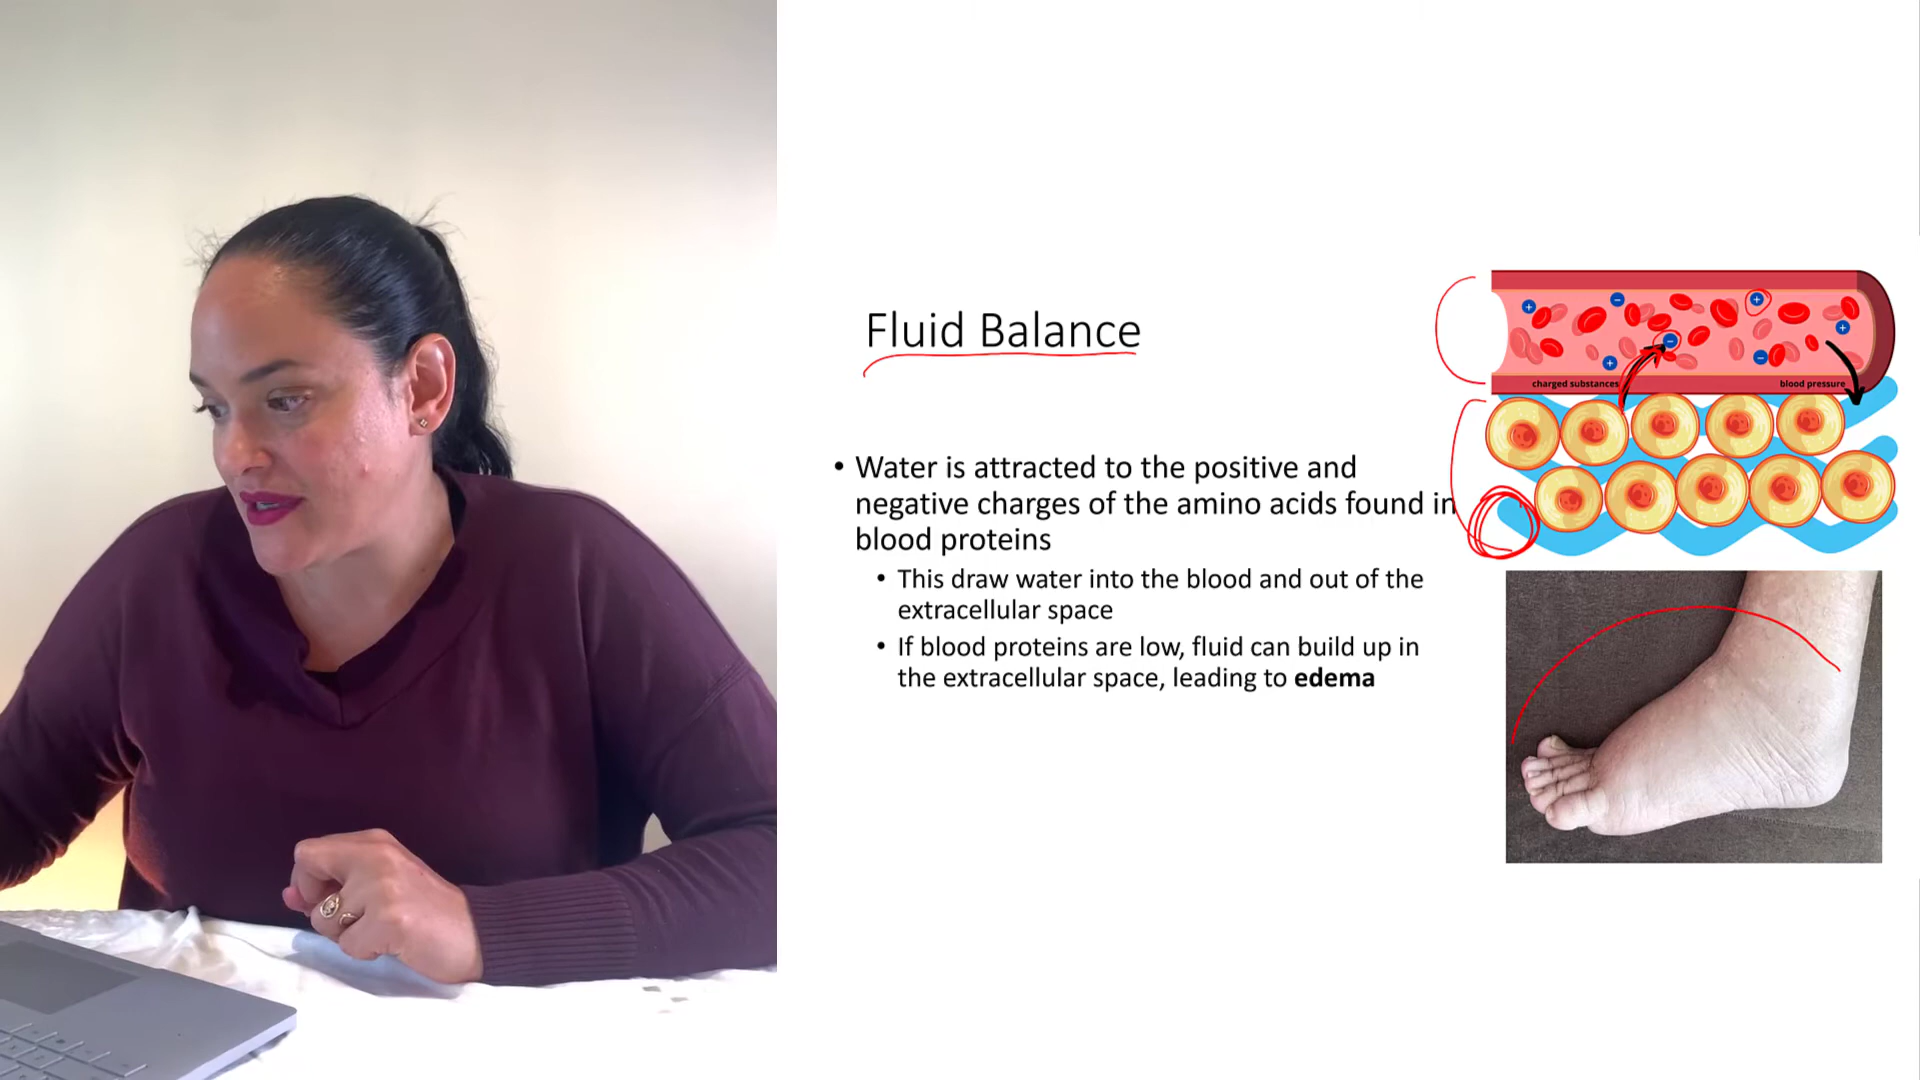 Fluid Balance
• Water is attracted to the positive and
negative charges of the amino acids found in
blood proteins
• This draw water into the blood and out of the
extracellular space
• If blood proteins are low, fluid can build up in
the extracellular space, leading to edema
charged substances
blood pressure